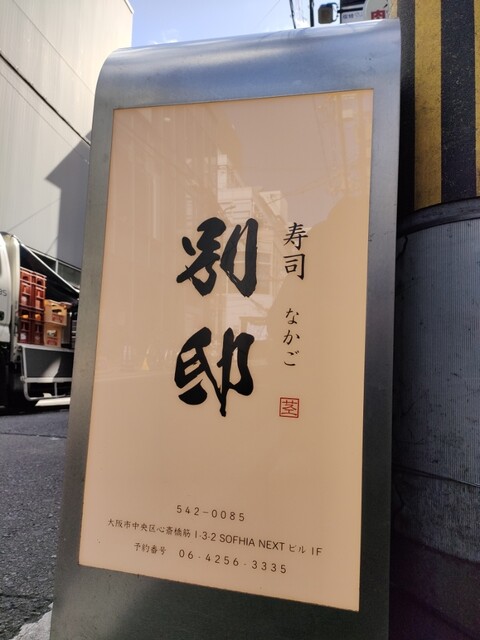 寿司 なかご
茎
別邸
542-0085
大阪市中央区心斎橋筋1-3-2 SOFHIA NEXTビル1F
予約番号 06・4256・3335